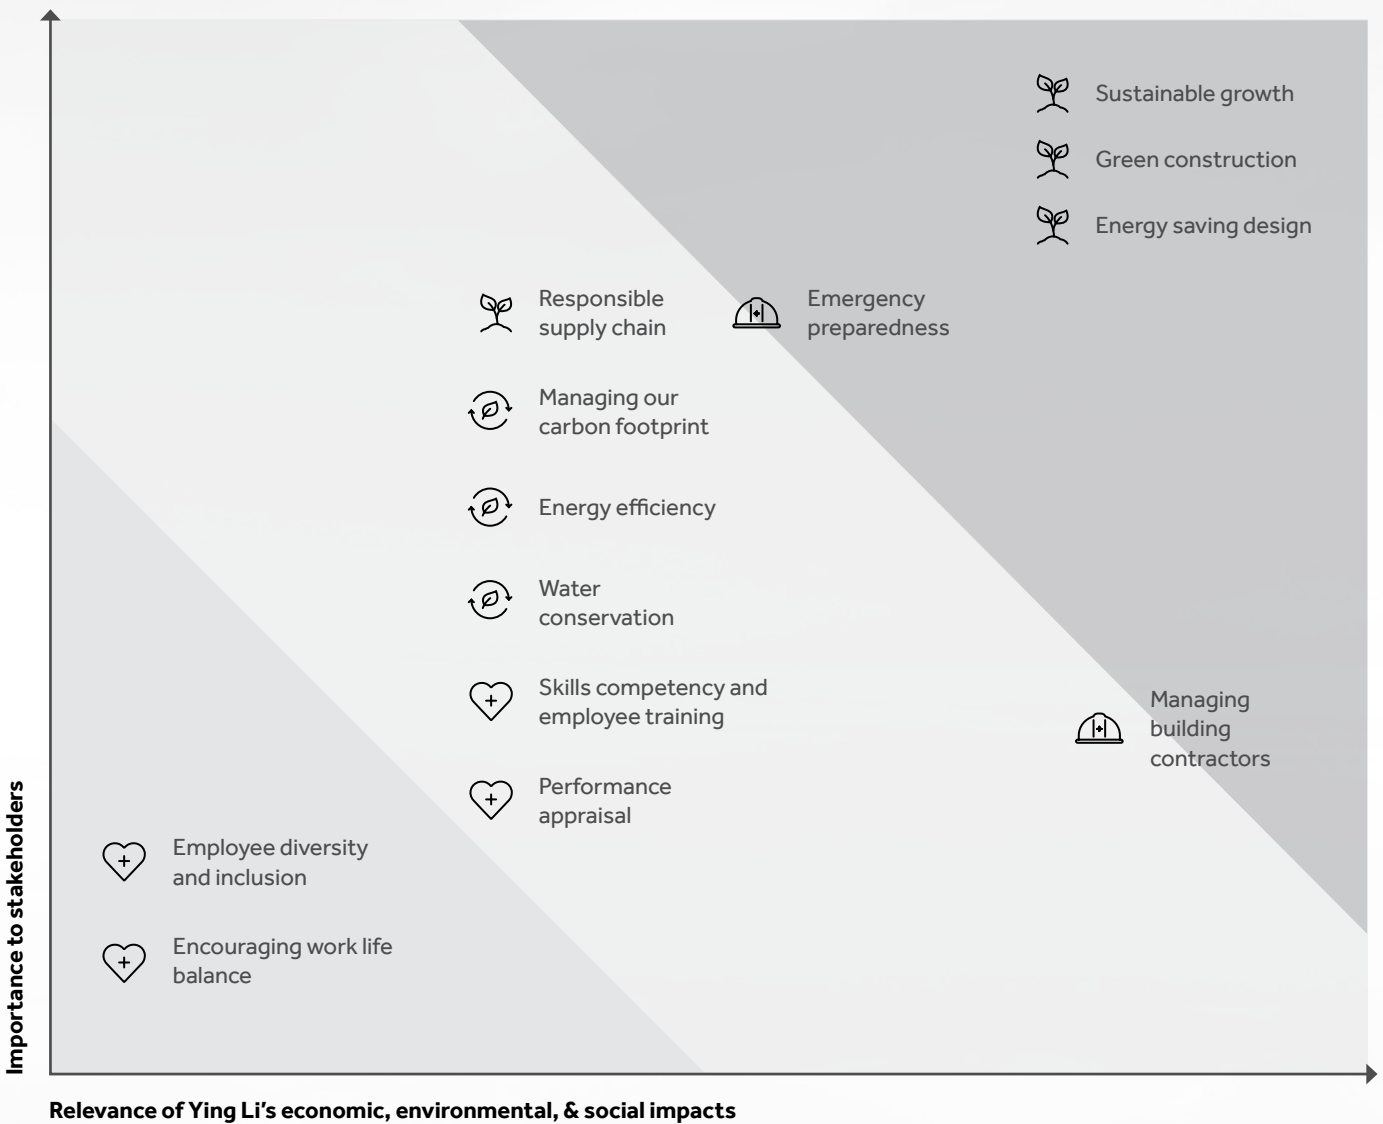 Sustainable growth
Green construction
Energy saving design
Responsible
supply chain
Emergency
preparedness
Managing our
carbon footprint
Energy efficiency
Water
conservation
Skills competency and
employee training
Managing
building
contractors
Performance
appraisal
Employee diversity
and inclusion
Encouraging work life
balance
Importance to stakeholders
Relevance of Ying Li’s economic, environmental, & social impacts